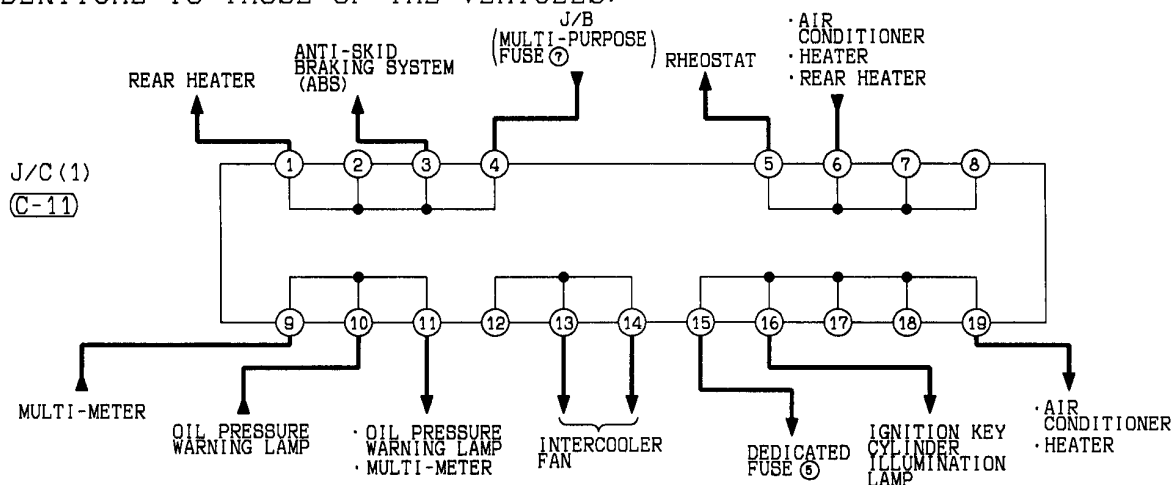 DENTICAL TO THOSE OF THE VEHICLES.
J/B
(MULTI-PURPOSE
FUSE ⑦)
ANTI-SKID
BRAKING SYSTEM
(ABS)
REAR HEATER
RHEOSTAT
·AIR
CONDITIONER
·HEATER
·REAR HEATER
J/C(1)
C-11
1 2 3 4 5 6 7 8
9 10 11 12 13 14 15 16 17 18 19
MULTI-METER
OIL PRESSURE
WARNING LAMP
·OIL PRESSURE
WARNING LAMP
·MULTI-METER
INTERCOOLER
FAN
DEDICATED
FUSE ⑤
IGNITION KEY
CYLINDER
ILLUMINATION
LAMP
·AIR
CONDITIONER
·HEATER